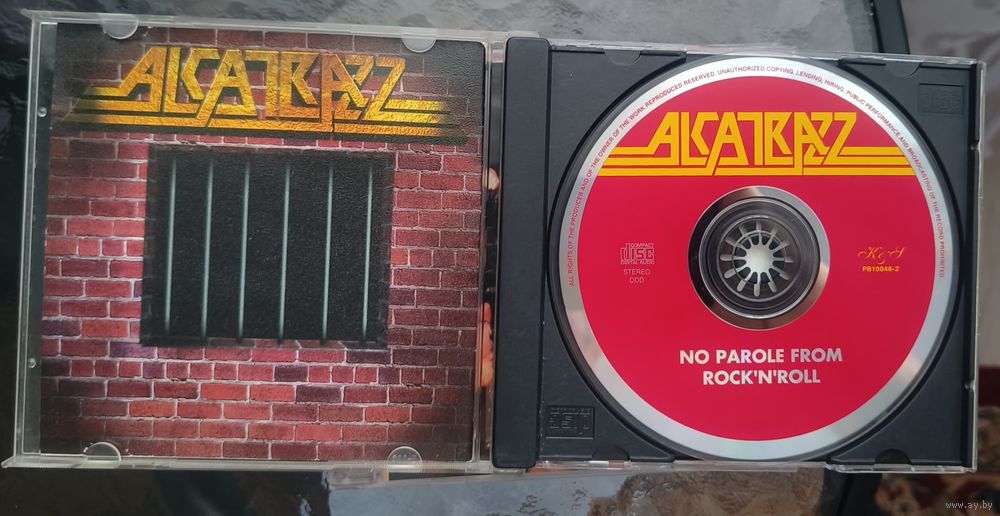 ALCATRAZZ
ALL RIGHTS OF THE PRODUCER AND OF THE OWNER OF THE WORK REPRODUCED RESERVED. UNAUTHORIZED COPYING, LENDING, HIRING, PUBLIC PERFORMANCE AND BROADCASTING OF THE RECORD PROHIBITED.
ALCATRAZZ
COMPACT
disc
DIGITAL AUDIO
STEREO
DDD
K&S
PB10048-2
NO PAROLE FROM
ROCK'N'ROLL
www.ay.by